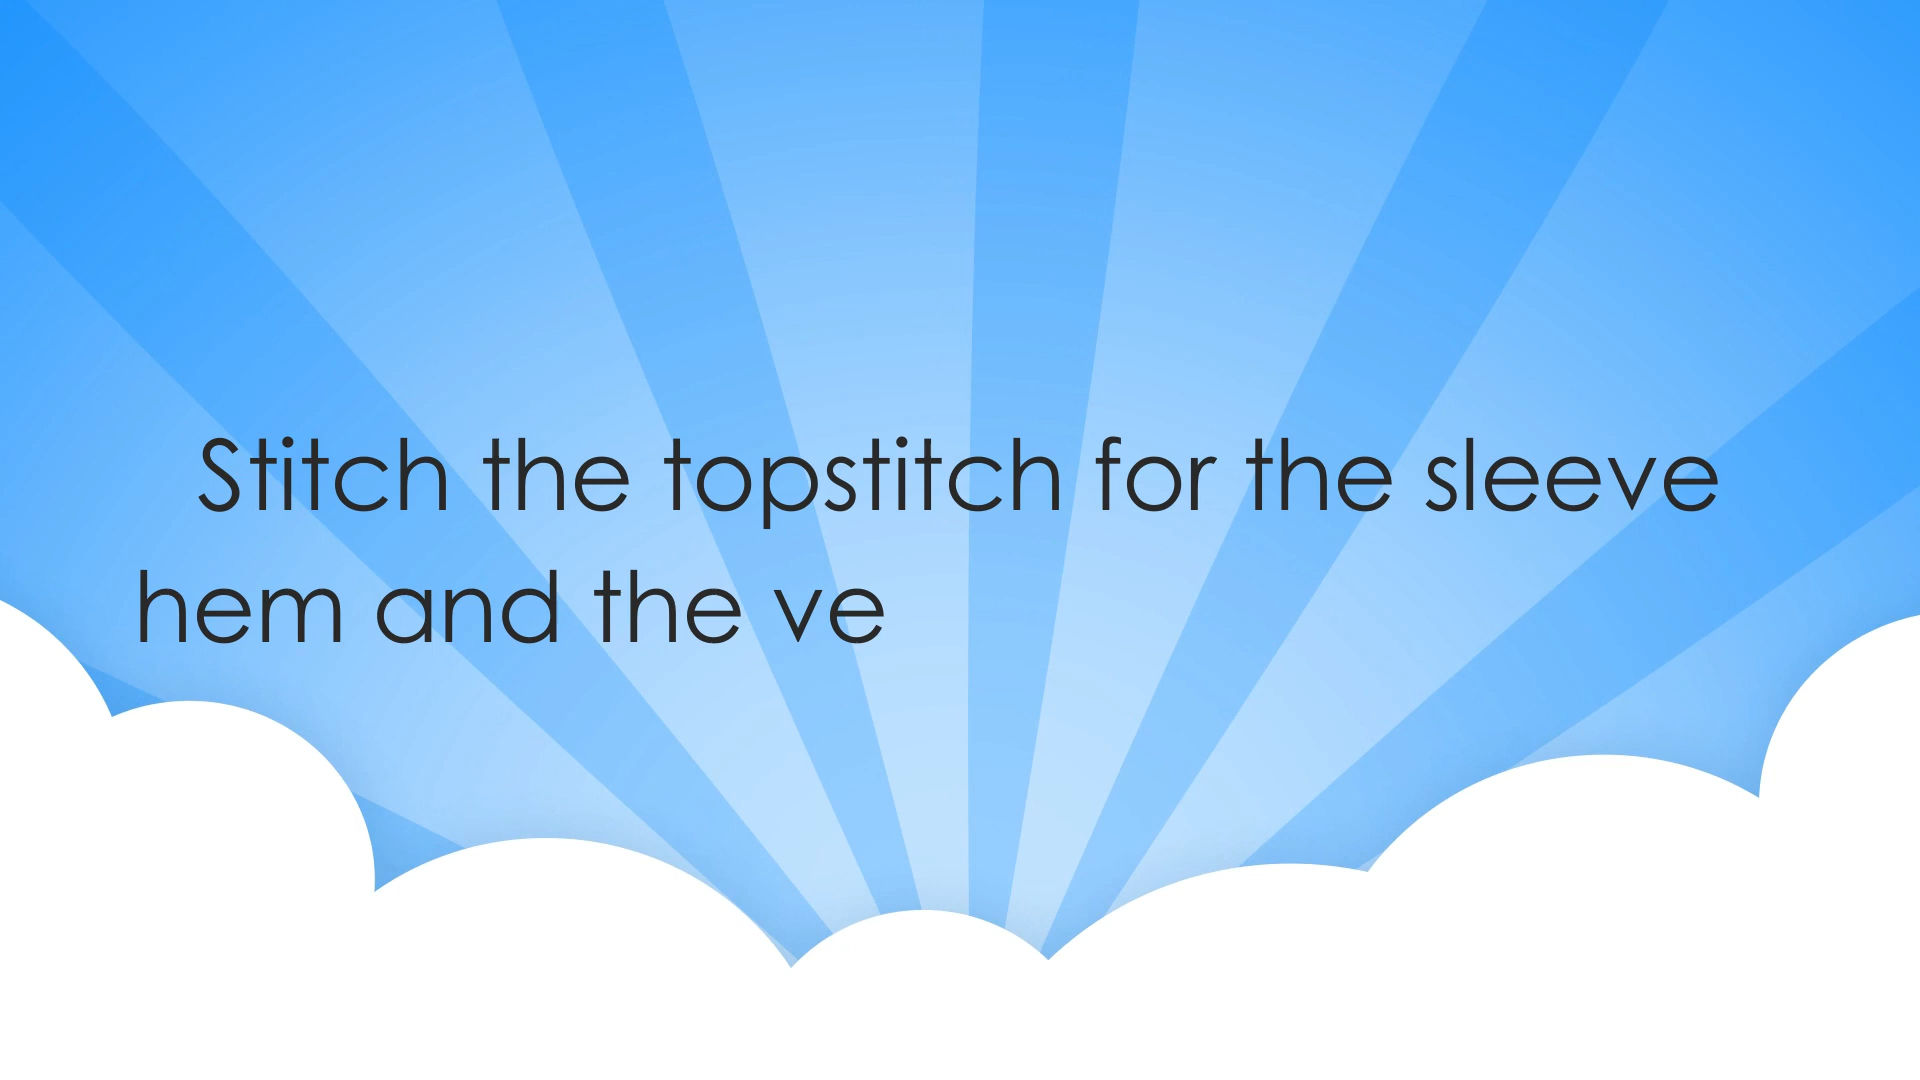 Stitch the topstitch for the sleeve
hem and the ve